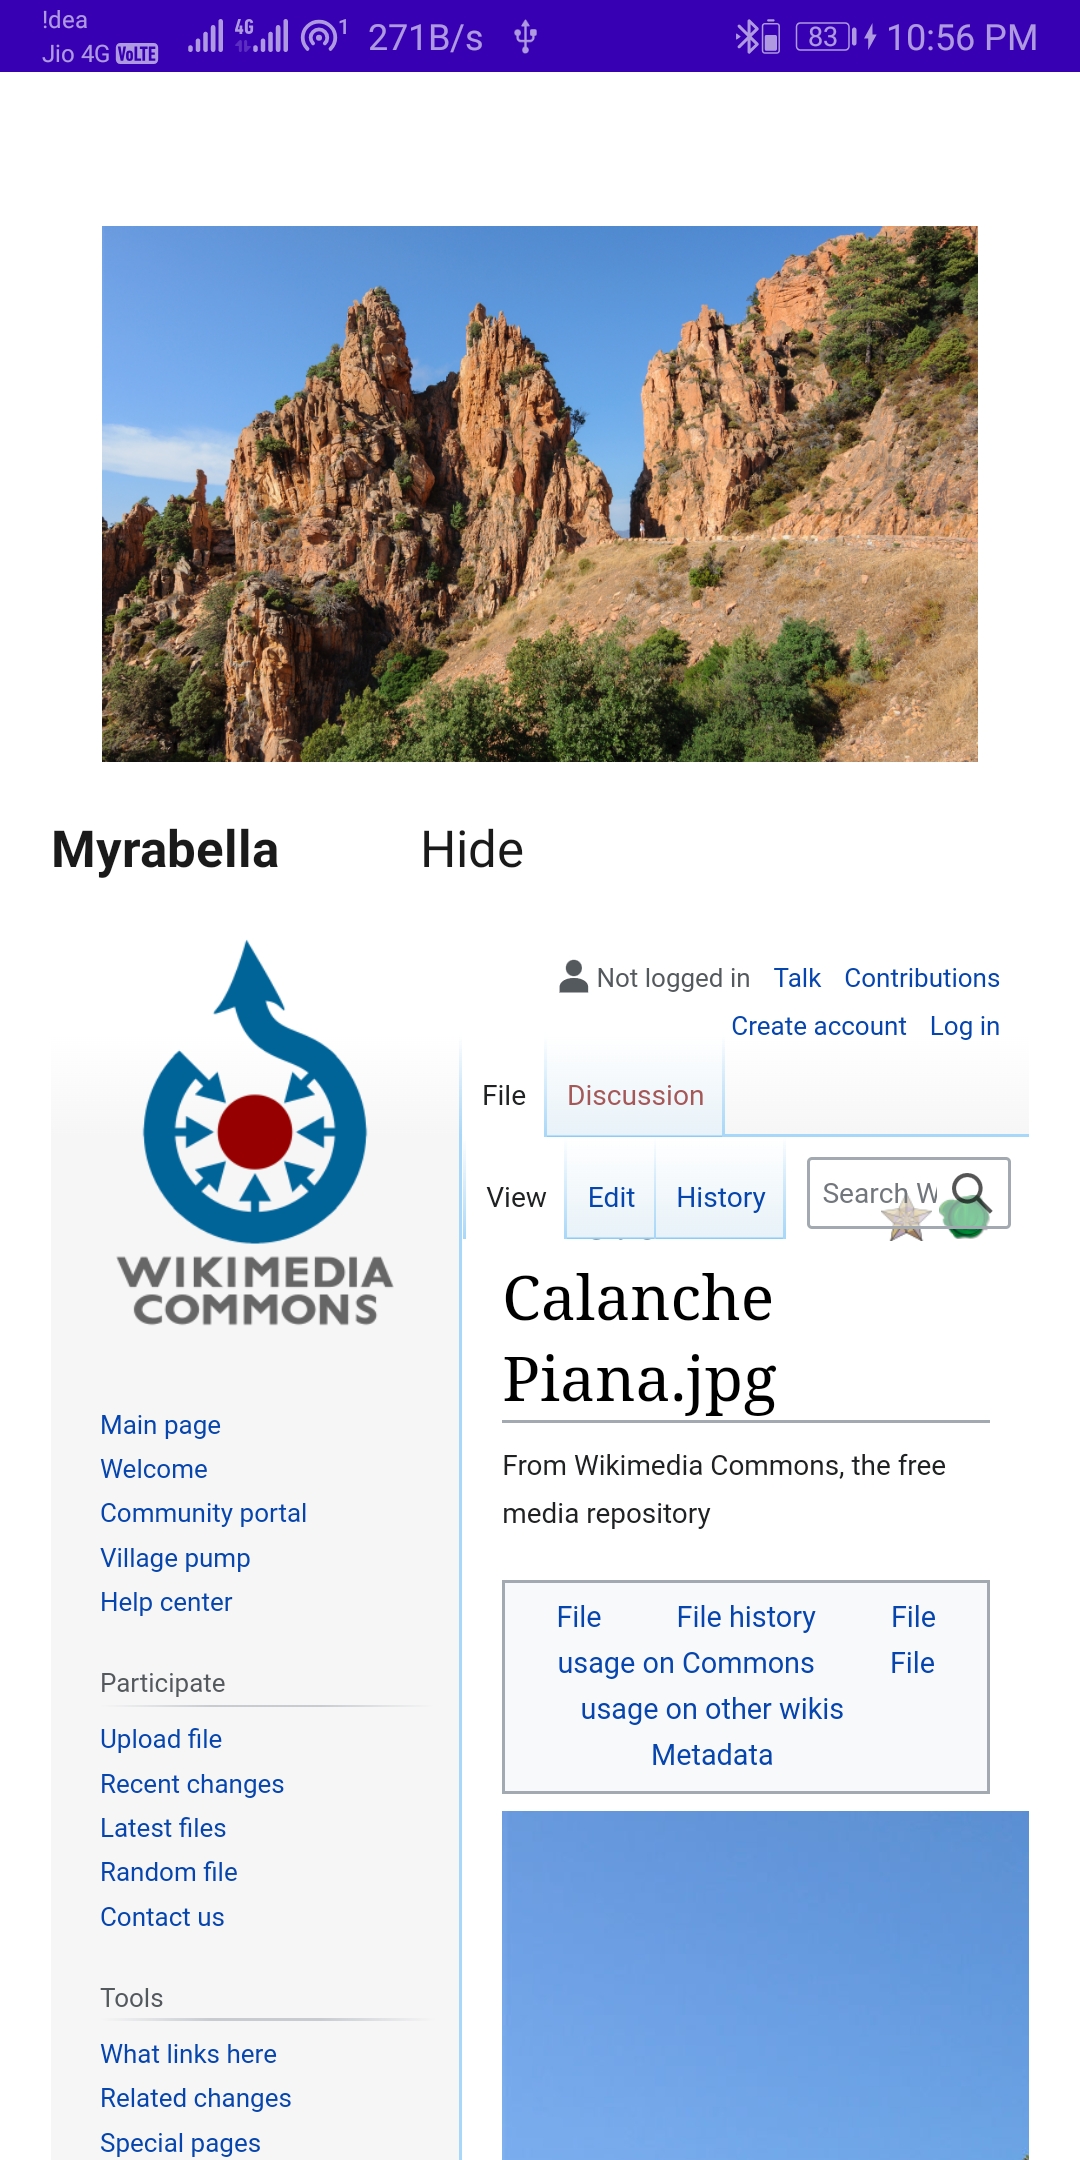 !dea
Jio 4G VoLTE 4G 1 271B/s 83 10:56 PM
Myrabella Hide
Not logged in Talk Contributions
Create account Log in
File Discussion
View Edit History Search W
WIKIMEDIA
COMMONS
Calanche
Piana.jpg
From Wikimedia Commons, the free
media repository
File File history File
usage on Commons File
usage on other wikis
Metadata
Main page
Welcome
Community portal
Village pump
Help center
Participate
Upload file
Recent changes
Latest files
Random file
Contact us
Tools
What links here
Related changes
Special pages